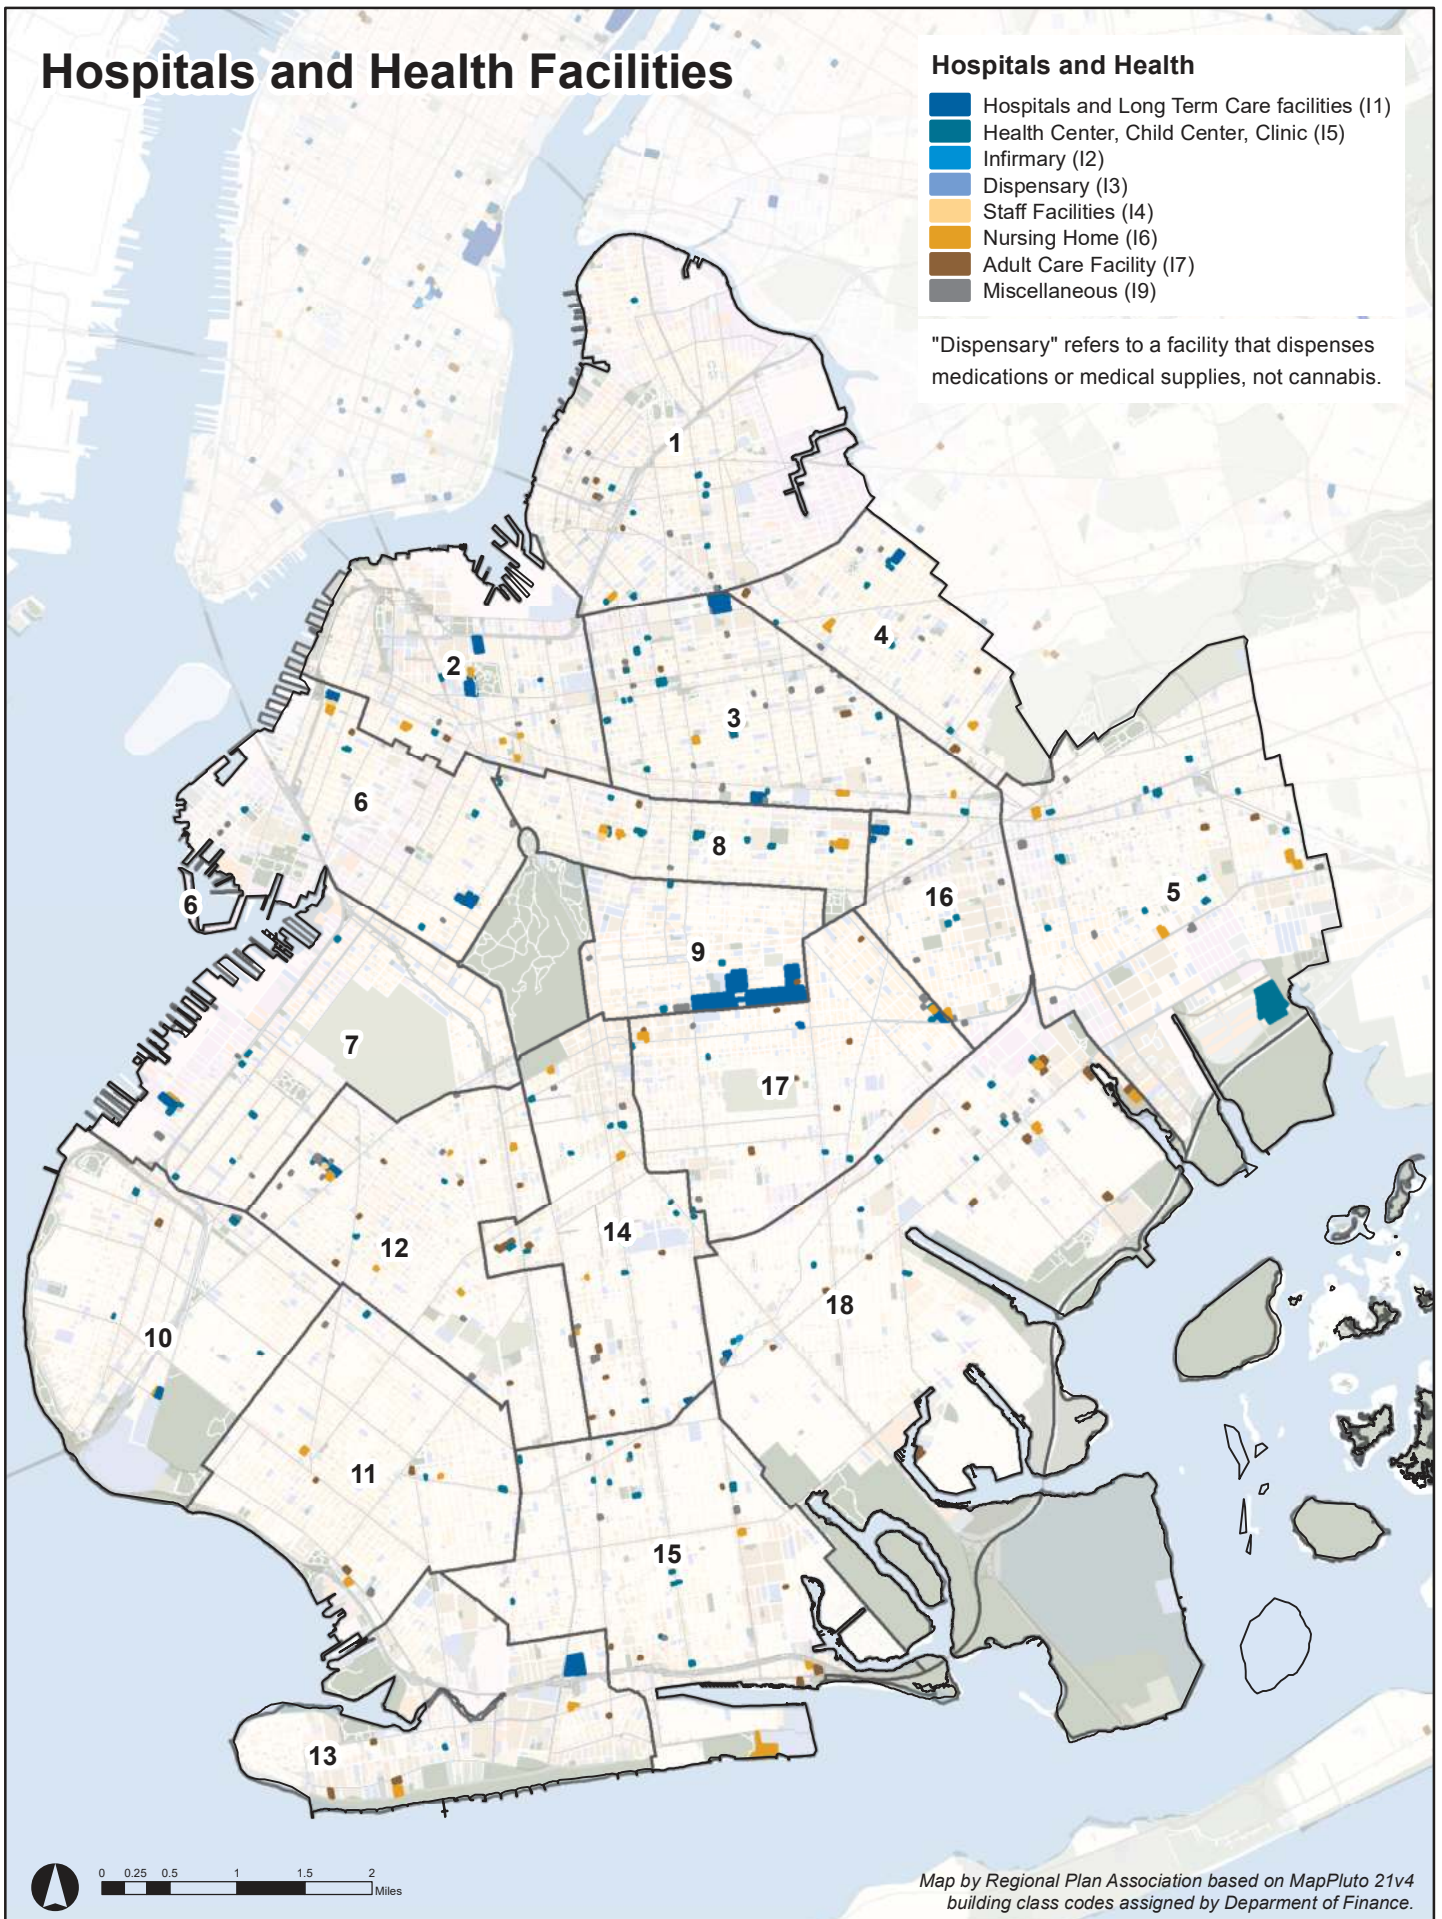 Hospitals and Health Facilities
Hospitals and Health
Hospitals and Long Term Care facilities (I1)
Health Center, Child Center, Clinic (I5)
Infirmary (I2)
Dispensary (I3)
Staff Facilities (I4)
Nursing Home (I6)
Adult Care Facility (I7)
Miscellaneous (I9)
"Dispensary" refers to a facility that dispenses
medications or medical supplies, not cannabis.
1
4
2
3
6
8
16
5
6
9
7
17
14
12
18
10
11
15
13
0 0.25 0.5 1 1.5 2
Miles
Map by Regional Plan Association based on MapPluto 21v4
building class codes assigned by Deparment of Finance.